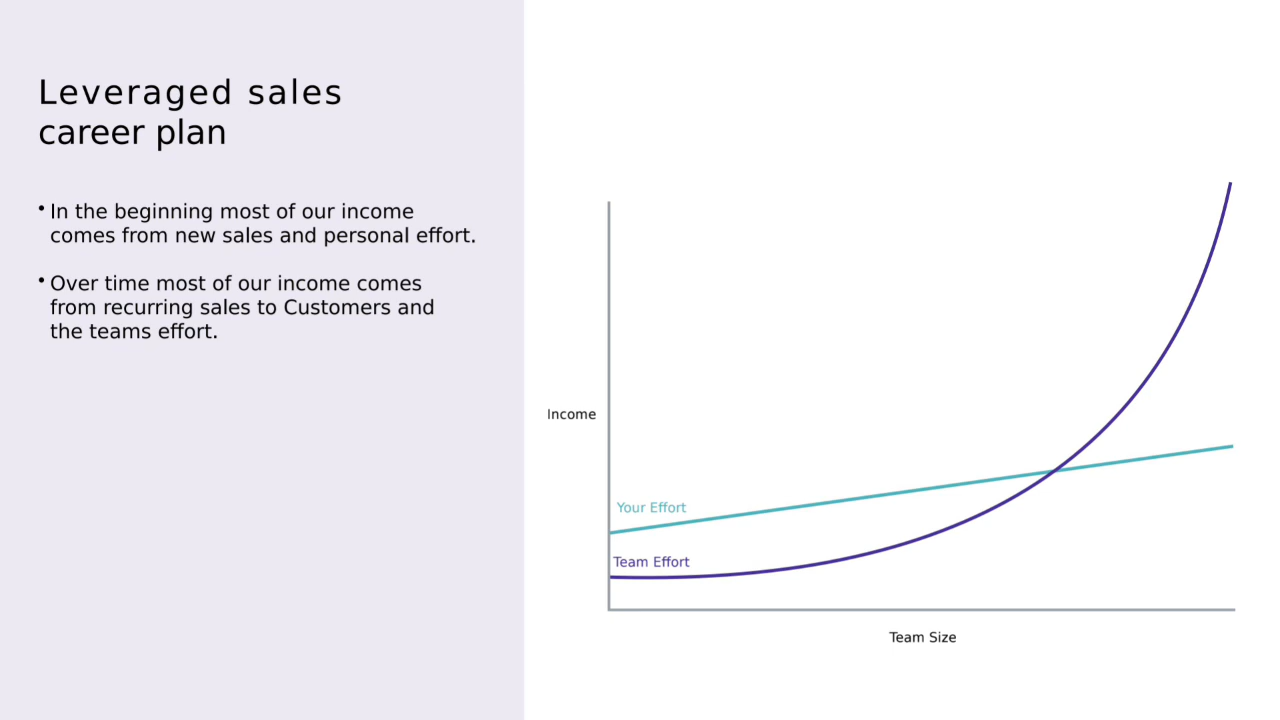 Leveraged sales
career plan
• In the beginning most of our income
comes from new sales and personal effort.
• Over time most of our income comes
from recurring sales to Customers and
the teams effort.
Income
Your Effort
Team Effort
Team Size